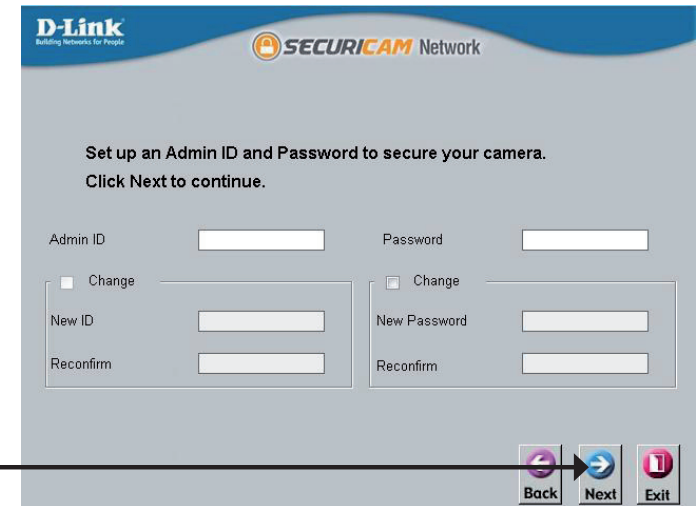 D-Link
Building Networks for People
SECURICAM Network
Set up an Admin ID and Password to secure your camera.
Click Next to continue.
Admin ID
Password
Change
Change
New ID
New Password
Reconfirm
Reconfirm
Back
Next
Exit